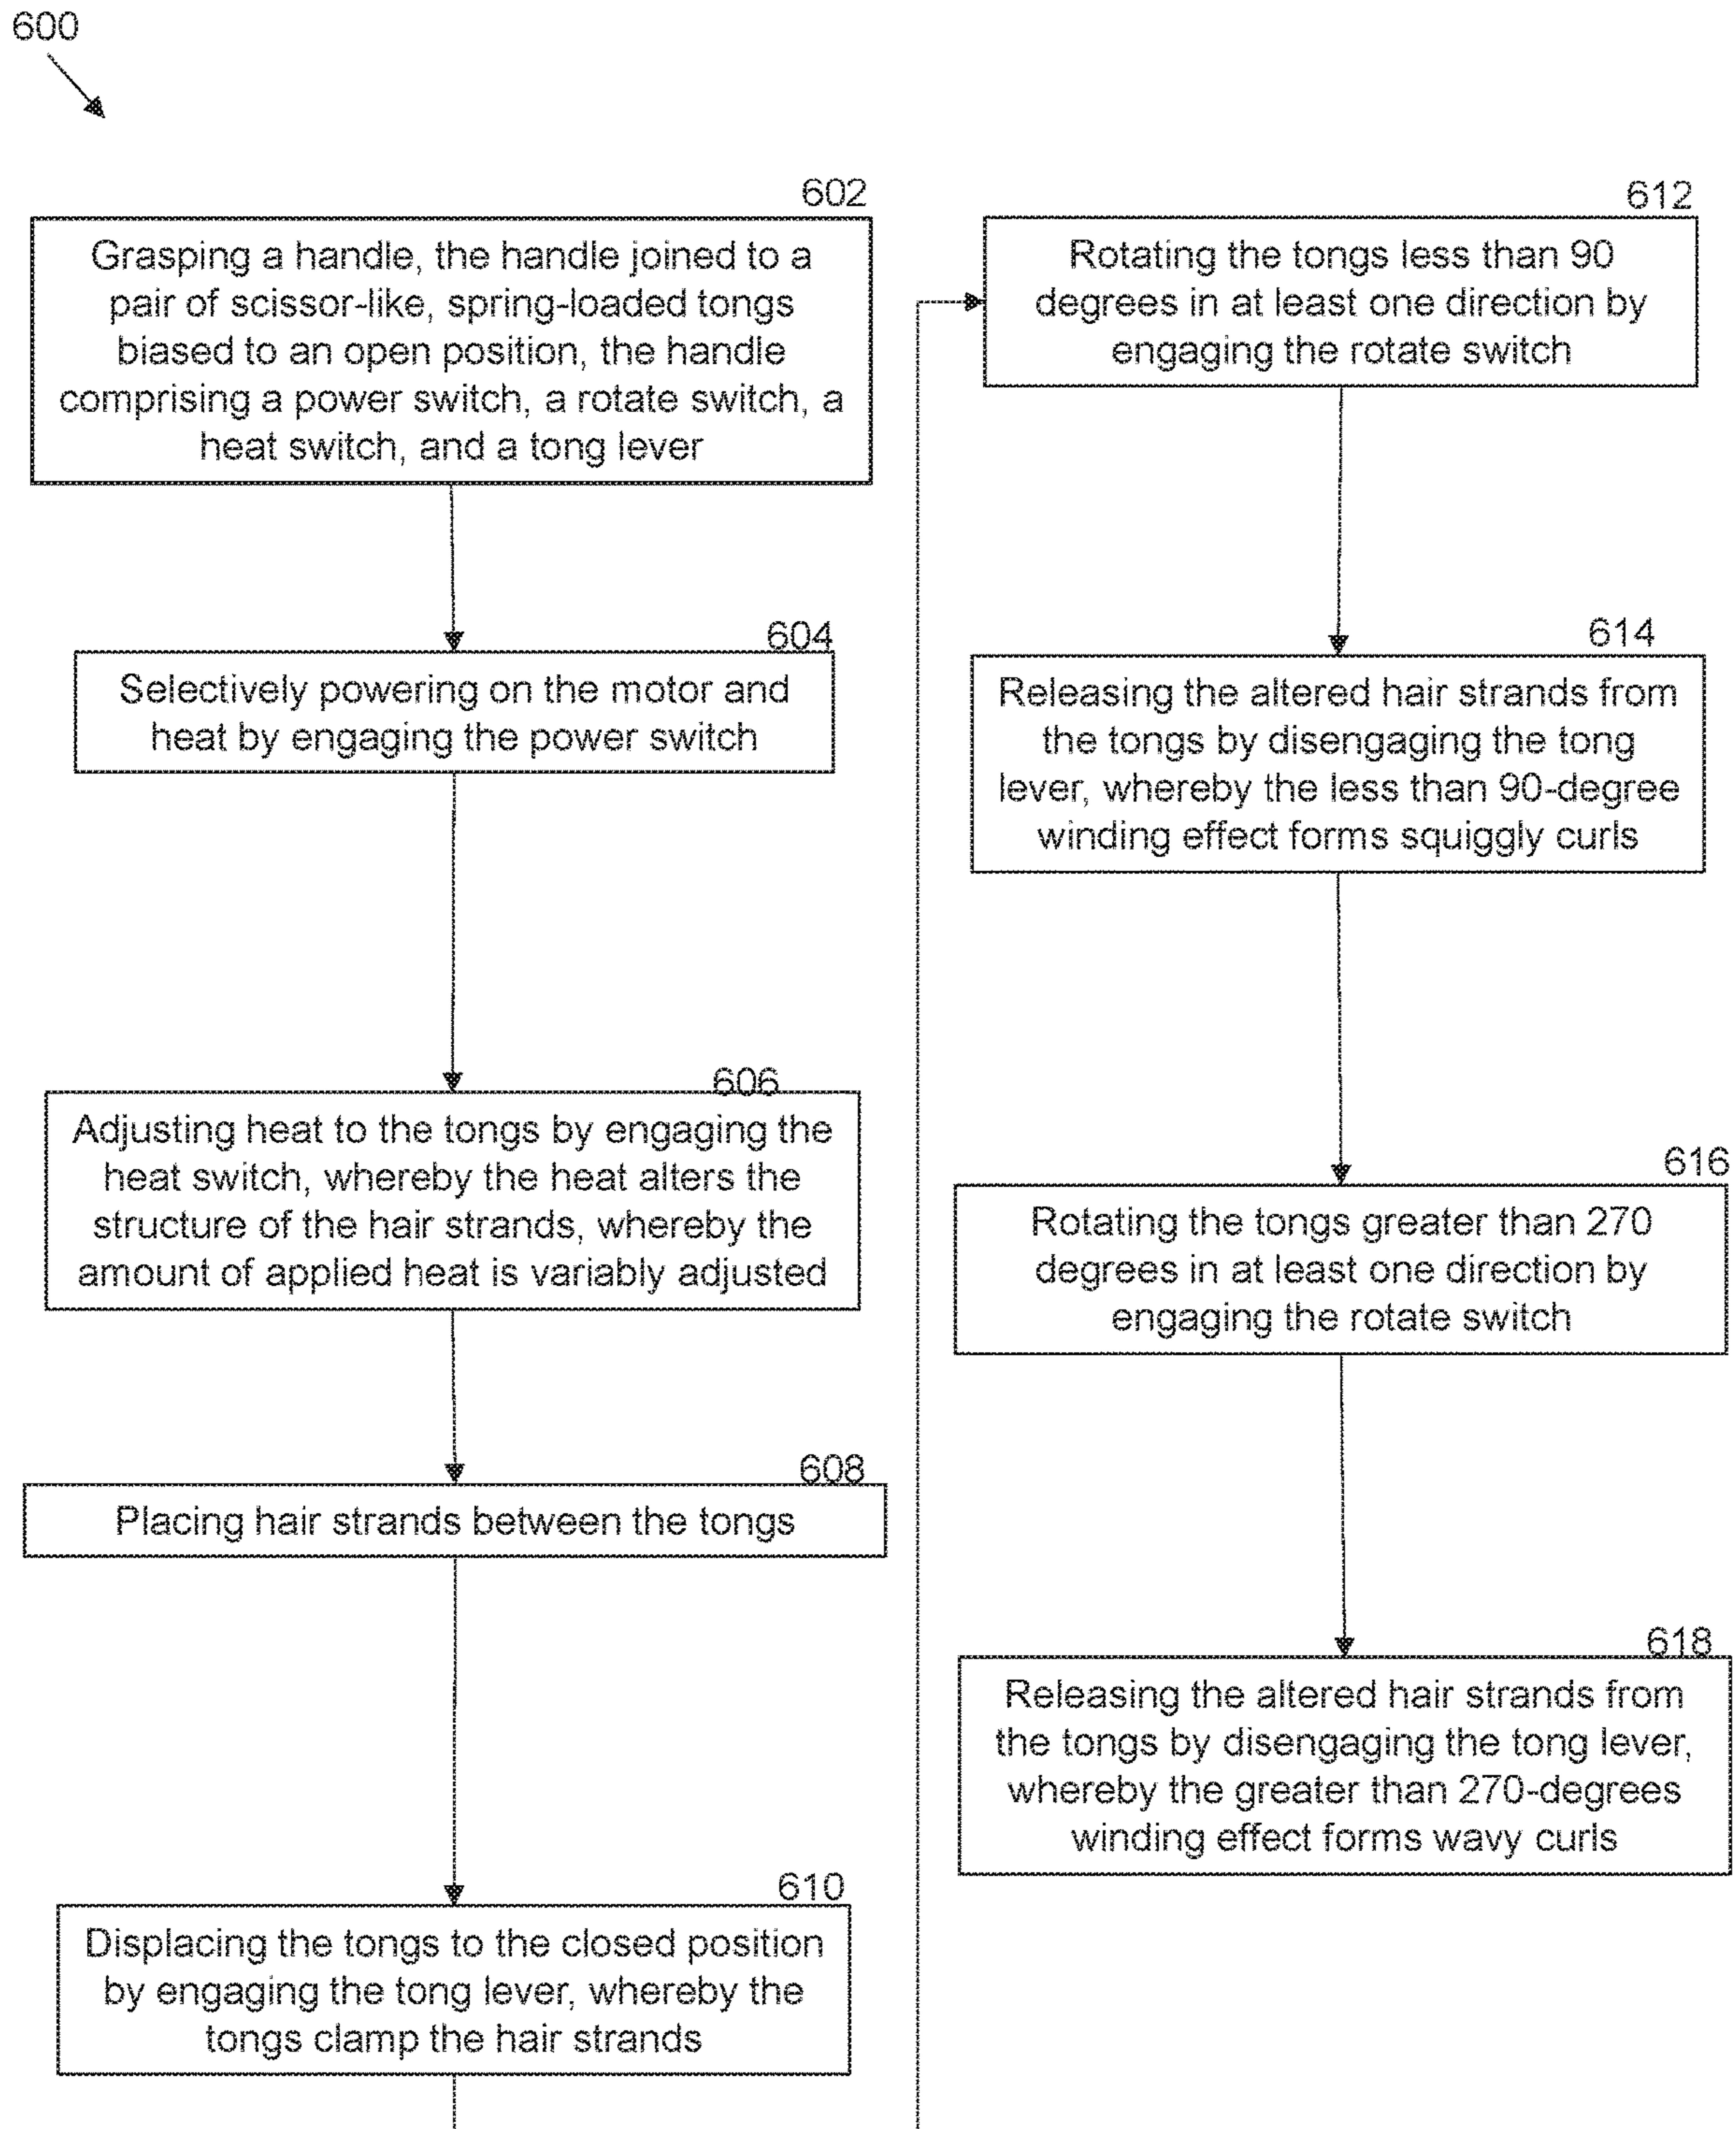 600
602
Grasping a handle, the handle joined to a
pair of scissor-like, spring-loaded tongs
biased to an open position, the handle
comprising a power switch, a rotate switch, a
heat switch, and a tong lever
604
Selectively powering on the motor and
heat by engaging the power switch
606
Adjusting heat to the tongs by engaging the
heat switch, whereby the heat alters the
structure of the hair strands, whereby the
amount of applied heat is variably adjusted
608
Placing hair strands between the tongs
610
Displacing the tongs to the closed position
by engaging the tong lever, whereby the
tongs clamp the hair strands
612
Rotating the tongs less than 90
degrees in at least one direction by
engaging the rotate switch
614
Releasing the altered hair strands from
the tongs by disengaging the tong
lever, whereby the less than 90-degree
winding effect forms squiggly curls
616
Rotating the tongs greater than 270
degrees in at least one direction by
engaging the rotate switch
618
Releasing the altered hair strands from
the tongs by disengaging the tong lever,
whereby the greater than 270-degrees
winding effect forms wavy curls